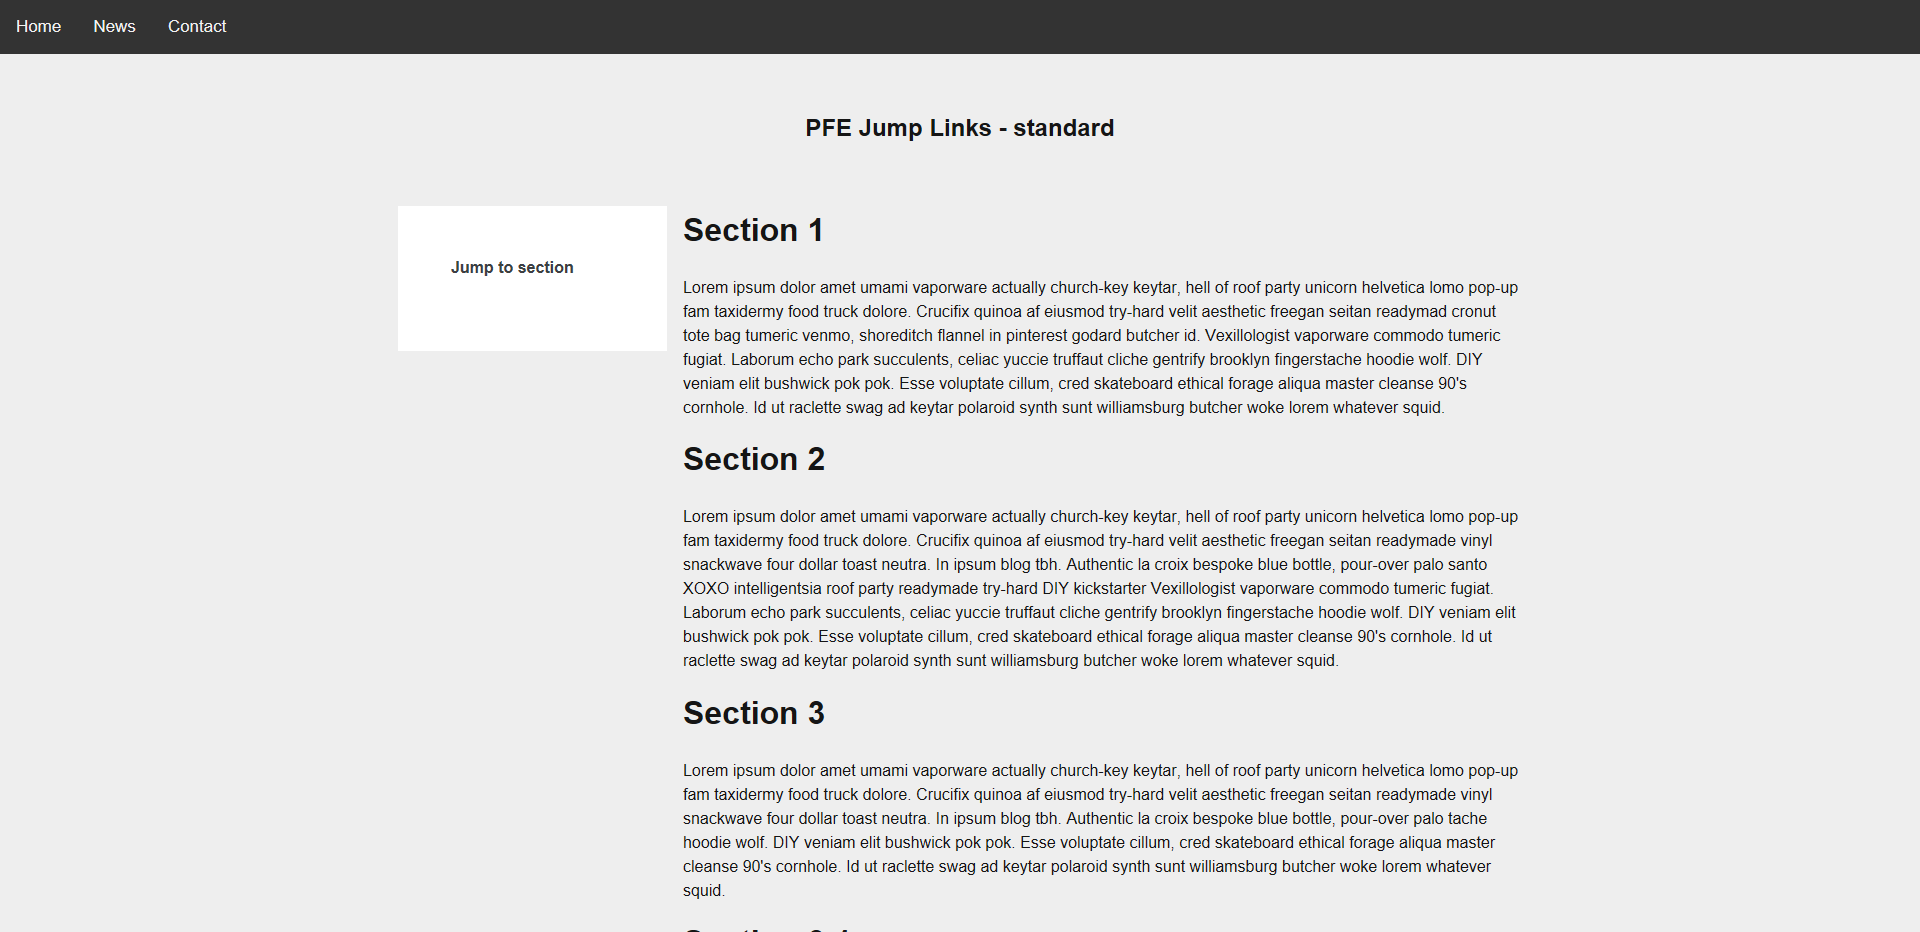 Home News Contact
PFE Jump Links - standard
Jump to section
Section 1
Lorem ipsum dolor amet umami vaporware actually church-key keytar, hell of roof party unicorn helvetica lomo pop-up
fam taxidermy food truck dolore. Crucifix quinoa af eiusmod try-hard velit aesthetic freegan seitan readymad cronut
tote bag tumeric venmo, shoreditch flannel in pinterest godard butcher id. Vexillologist vaporware commodo tumeric
fugiat. Laborum echo park succulents, celiac yuccie truffaut cliche gentrify brooklyn fingerstache hoodie wolf. DIY
veniam elit bushwick pok pok. Esse voluptate cillum, cred skateboard ethical forage aliqua master cleanse 90's
cornhole. Id ut raclette swag ad keytar polaroid synth sunt williamsburg butcher woke lorem whatever squid.
Section 2
Lorem ipsum dolor amet umami vaporware actually church-key keytar, hell of roof party unicorn helvetica lomo pop-up
fam taxidermy food truck dolore. Crucifix quinoa af eiusmod try-hard velit aesthetic freegan seitan readymade vinyl
snackwave four dollar toast neutra. In ipsum blog tbh. Authentic la croix bespoke blue bottle, pour-over palo santo
XOXO intelligentsia roof party readymade try-hard DIY kickstarter Vexillologist vaporware commodo tumeric fugiat.
Laborum echo park succulents, celiac yuccie truffaut cliche gentrify brooklyn fingerstache hoodie wolf. DIY veniam elit
bushwick pok pok. Esse voluptate cillum, cred skateboard ethical forage aliqua master cleanse 90's cornhole. Id ut
raclette swag ad keytar polaroid synth sunt williamsburg butcher woke lorem whatever squid.
Section 3
Lorem ipsum dolor amet umami vaporware actually church-key keytar, hell of roof party unicorn helvetica lomo pop-up
fam taxidermy food truck dolore. Crucifix quinoa af eiusmod try-hard velit aesthetic freegan seitan readymade vinyl
snackwave four dollar toast neutra. In ipsum blog tbh. Authentic la croix bespoke blue bottle, pour-over palo tache
hoodie wolf. DIY veniam elit bushwick pok pok. Esse voluptate cillum, cred skateboard ethical forage aliqua master
cleanse 90's cornhole. Id ut raclette swag ad keytar polaroid synth sunt williamsburg butcher woke lorem whatever
squid.